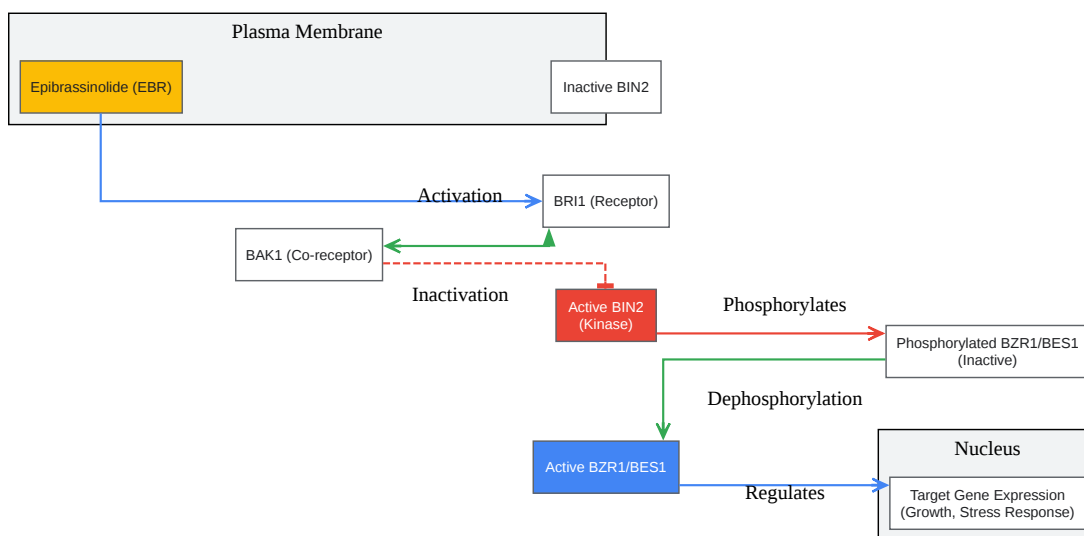 Plasma Membrane
Epibrassinolide (EBR)
Inactive BIN2
Activation
BRI1 (Receptor)
BAK1 (Co-receptor)
Inactivation
Active BIN2
(Kinase)
Phosphorylates
Phosphorylated BZR1/BES1
(Inactive)
Dephosphorylation
Active BZR1/BES1
Regulates
Nucleus
Target Gene Expression
(Growth, Stress Response)